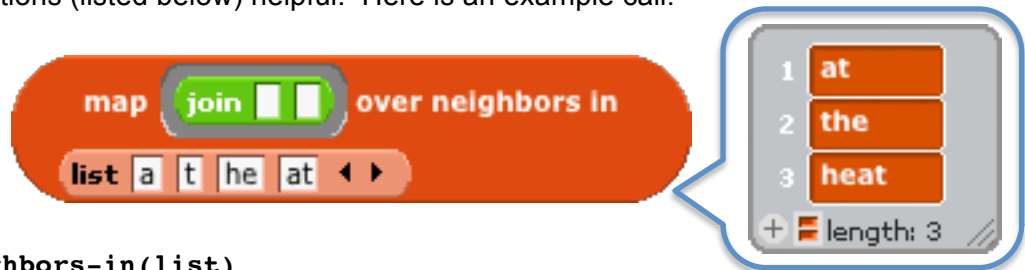 (listed below) helpful. Here is an example call:
map join over neighbors in
list a t he at
1 at
2 the
3 heat
+ length: 3
hbors-in(list)